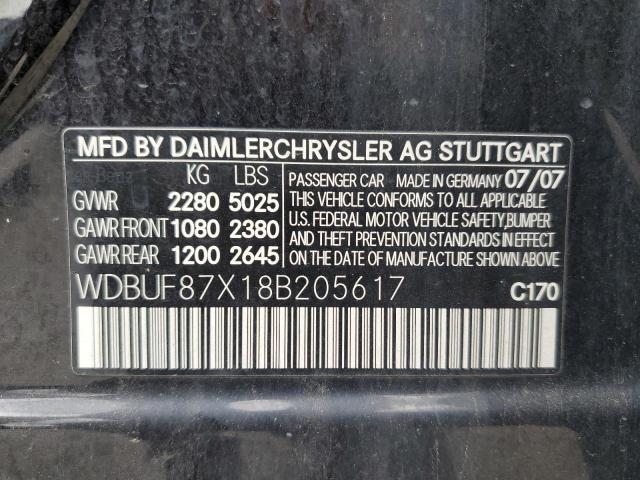 MFD BY DAIMLERCHRYSLER AG STUTTGART
KG LBS
GVWR 2280 5025
GAWR FRONT 1080 2380
GAWR REAR 1200 2645
PASSENGER CAR MADE IN GERMANY 07/07
THIS VEHICLE CONFORMS TO ALL APPLICABLE
U.S. FEDERAL MOTOR VEHICLE SAFETY,BUMPER
AND THEFT PREVENTION STANDARDS IN EFFECT
ON THE DATE OF MANUFACTURE SHOWN ABOVE.
WDBUF87X18B205617 C170